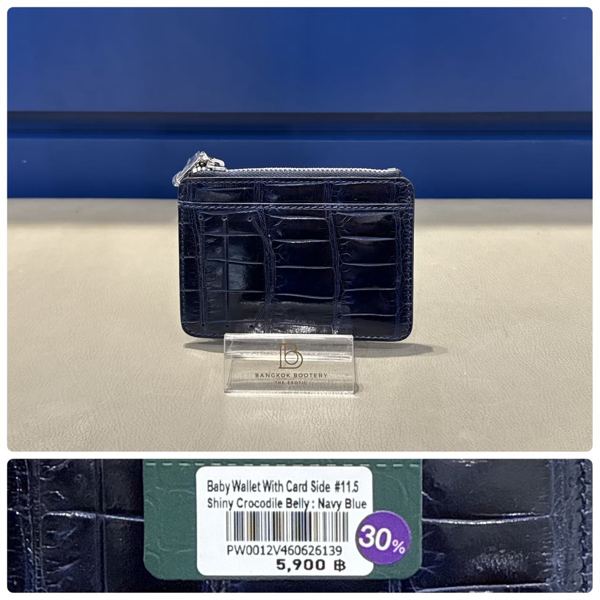 B
BANGKOK BOOTERY
THE EXOTIC
Baby Wallet With Card Side #11.5
Shiny Crocodile Belly : Navy Blue
PW0012V460626139
5,900 ฿
30%